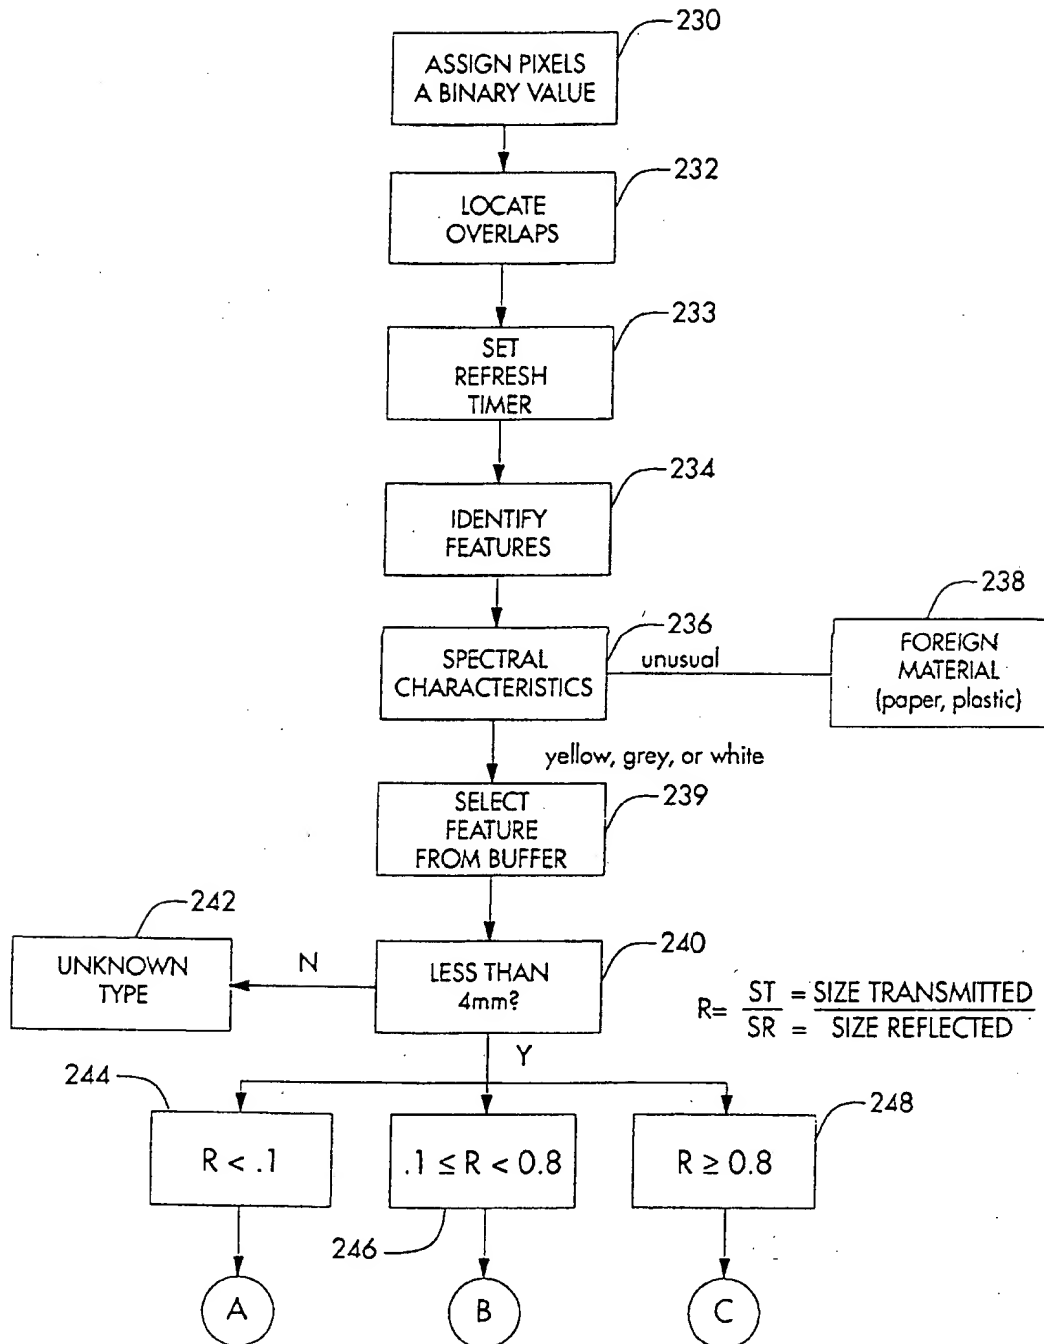 230
ASSIGN PIXELS
A BINARY VALUE
232
LOCATE
OVERLAPS
233
SET
REFRESH
TIMER
234
IDENTIFY
FEATURES
236
SPECTRAL
CHARACTERISTICS
unusual
238
FOREIGN
MATERIAL
(paper, plastic)
yellow, grey, or white
239
SELECT
FEATURE
FROM BUFFER
242
UNKNOWN
TYPE
N
240
LESS THAN
4mm?
R= ST = SIZE TRANSMITTED
SR = SIZE REFLECTED
Y
244
R < .1
246
.1 ≤ R < 0.8
248
R ≥ 0.8
A
B
C